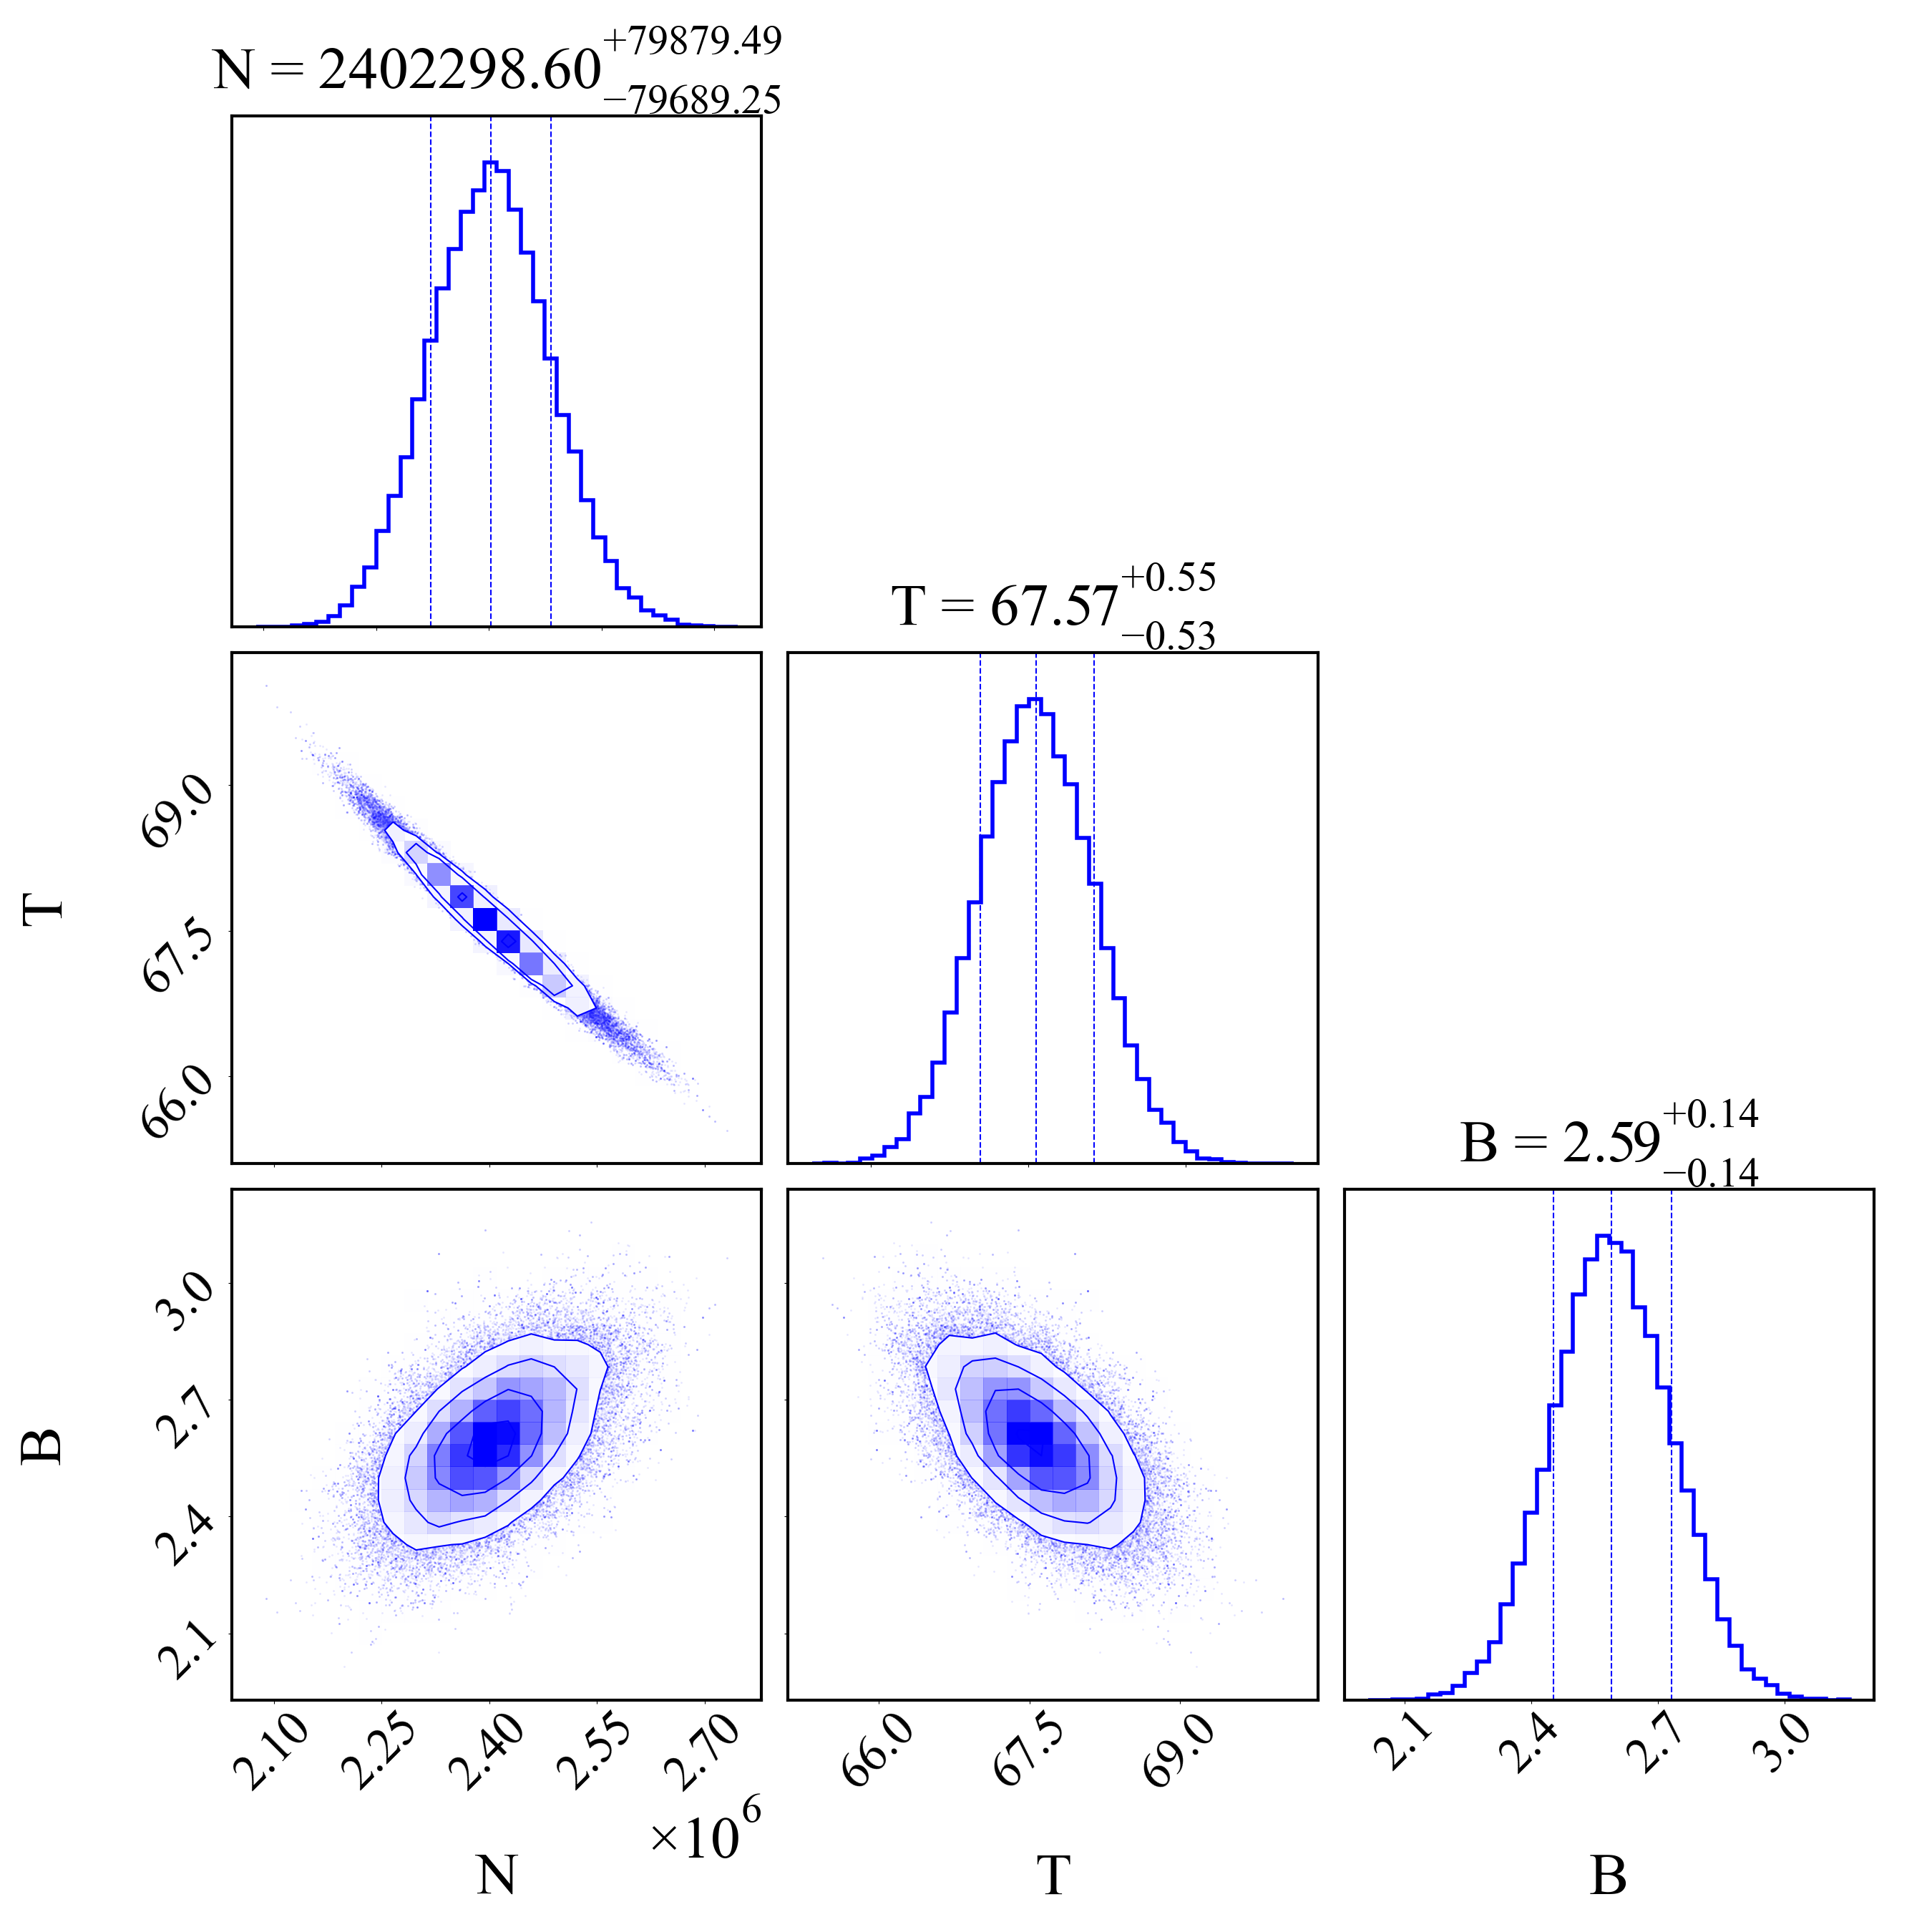 N = 2402298.60 +79879.49 −79689.25
T = 67.57 +0.55 −0.53
T
69.0
67.5
66.0
B = 2.59 +0.14 −0.14
B
3.0
2.7
2.4
2.1
2.10 2.25 2.40 2.55 2.70
×10⁶
N
66.0 67.5 69.0
T
2.1 2.4 2.7 3.0
B